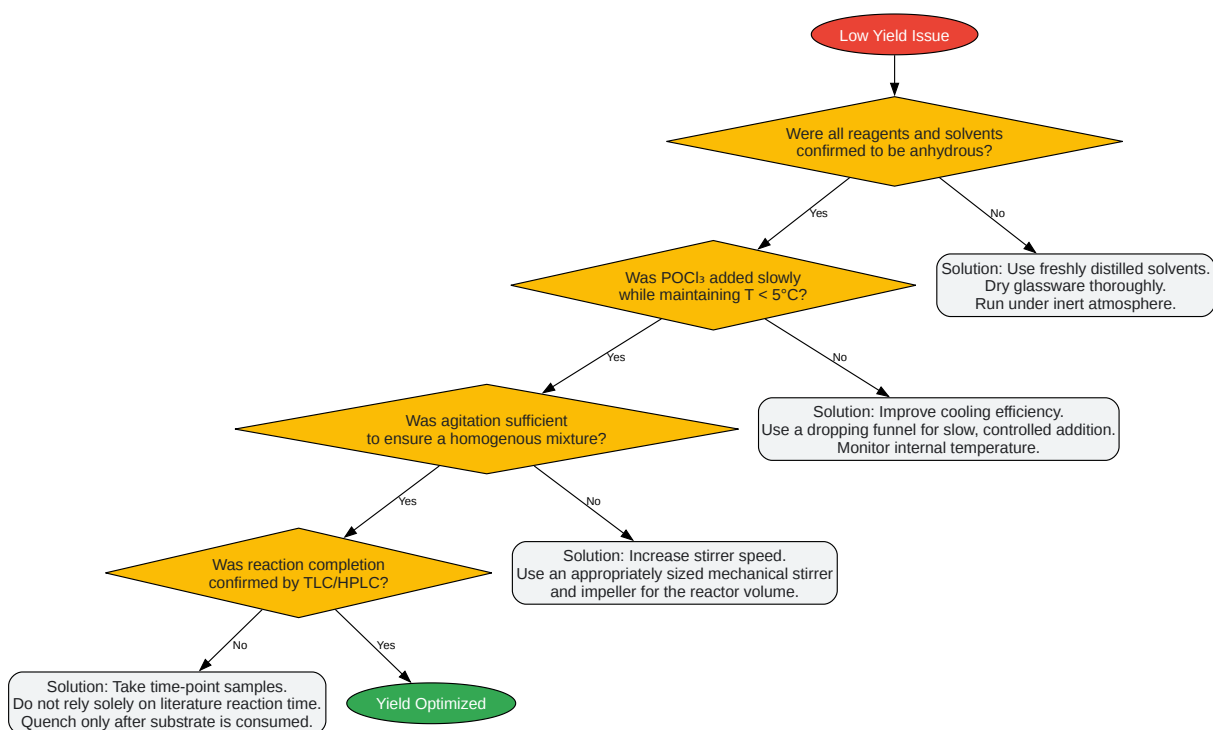 Low Yield Issue
Were all reagents and solvents
confirmed to be anhydrous?
Yes
No
Was POCl₃ added slowly
while maintaining T < 5°C?
Solution: Use freshly distilled solvents.
Dry glassware thoroughly.
Run under inert atmosphere.
Yes
No
Was agitation sufficient
to ensure a homogenous mixture?
Solution: Improve cooling efficiency.
Use a dropping funnel for slow, controlled addition.
Monitor internal temperature.
Yes
No
Was reaction completion
confirmed by TLC/HPLC?
Solution: Increase stirrer speed.
Use an appropriately sized mechanical stirrer
and impeller for the reactor volume.
No
Yes
Solution: Take time-point samples.
Do not rely solely on literature reaction time.
Quench only after substrate is consumed.
Yield Optimized